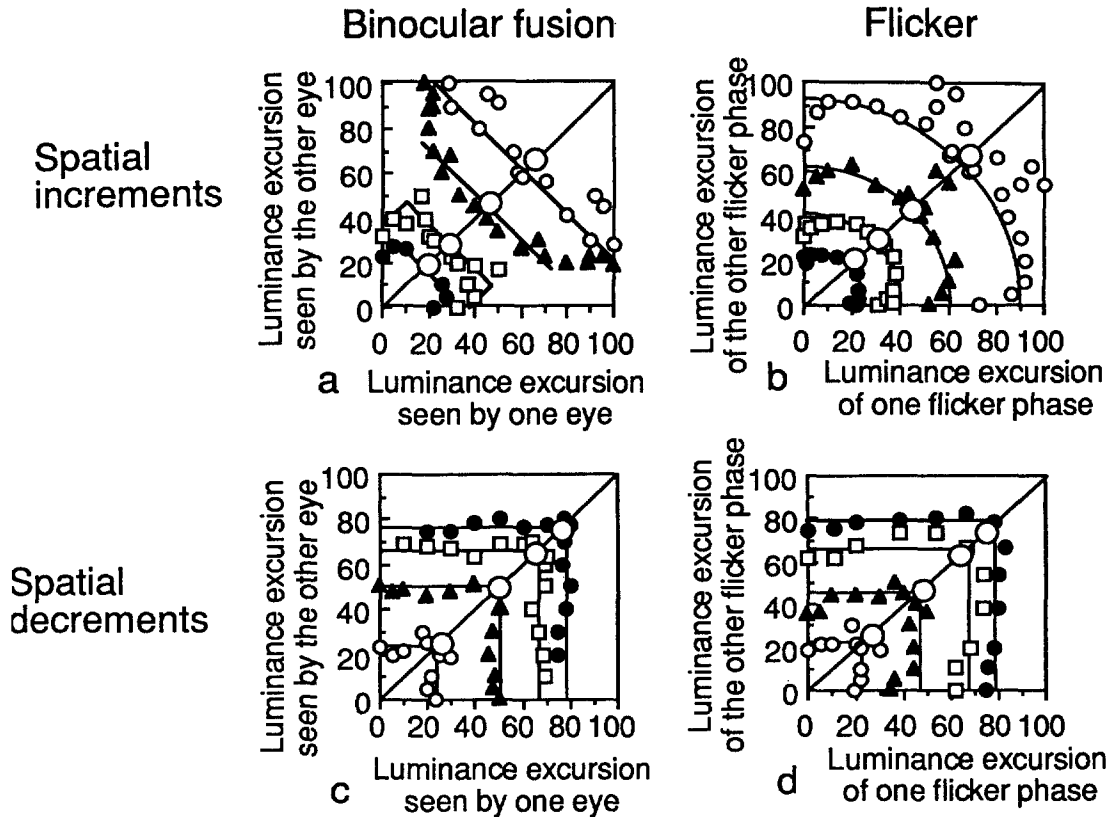 Binocular fusion
Flicker
Spatial
increments
Luminance excursion
seen by the other eye
100
80
60
40
20
0
0 20 40 60 80 100
a
Luminance excursion
seen by one eye
Luminance excursion
of the other flicker phase
100
80
60
40
20
0
0 20 40 60 80 100
b
Luminance excursion
of one flicker phase
Spatial
decrements
Luminance excursion
seen by the other eye
100
80
60
40
20
0
0 20 40 60 80 100
c
Luminance excursion
seen by one eye
Luminance excursion
of the other flicker phase
100
80
60
40
20
0
0 20 40 60 80 100
d
Luminance excursion
of one flicker phase